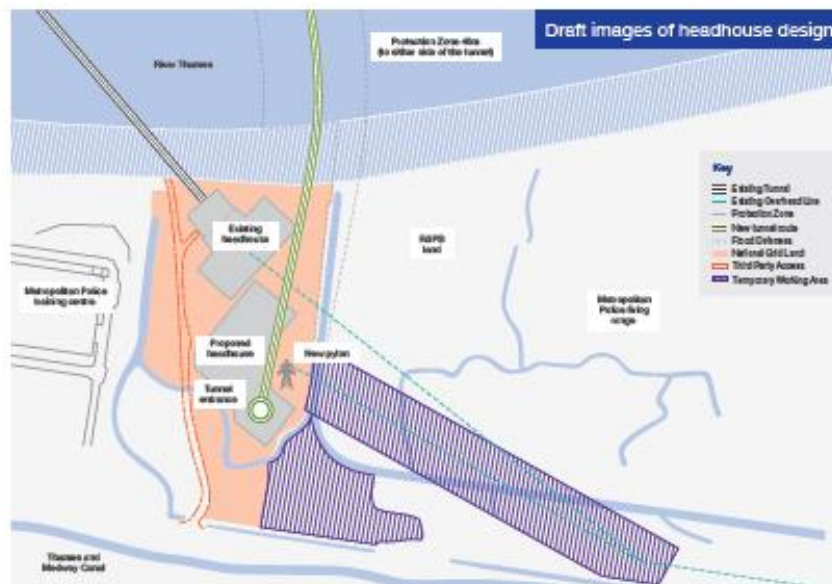 Draft images of headhouse design
Protection Zone
(to either side of the tunnel)
River Thames
Key
Existing Tunnel
Existing Overhead Line
Protection Zone
New tunnel route
Flood Defences
National Grid Land
Third Party Access
Temporary Working Area
Existing
headhouse
RSPB
land
Metropolitan Police
training centre
Metropolitan
Police firing
range
Proposed
headhouse
New pylon
Tunnel
entrance
Thames and
Medway Canal